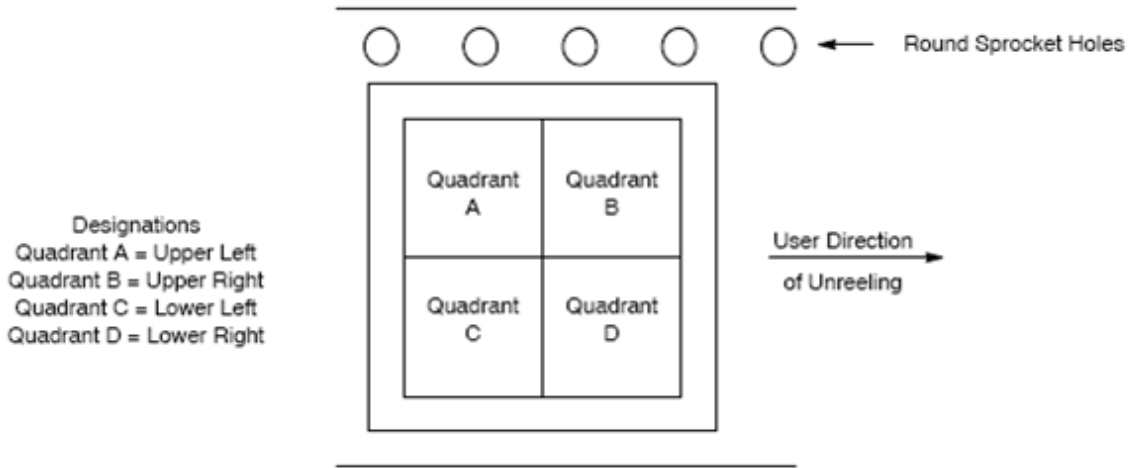 Round Sprocket Holes
Quadrant
A
Quadrant
B
Designations
Quadrant A = Upper Left
Quadrant B = Upper Right
Quadrant C = Lower Left
Quadrant D = Lower Right
User Direction
of Unreeling
Quadrant
C
Quadrant
D